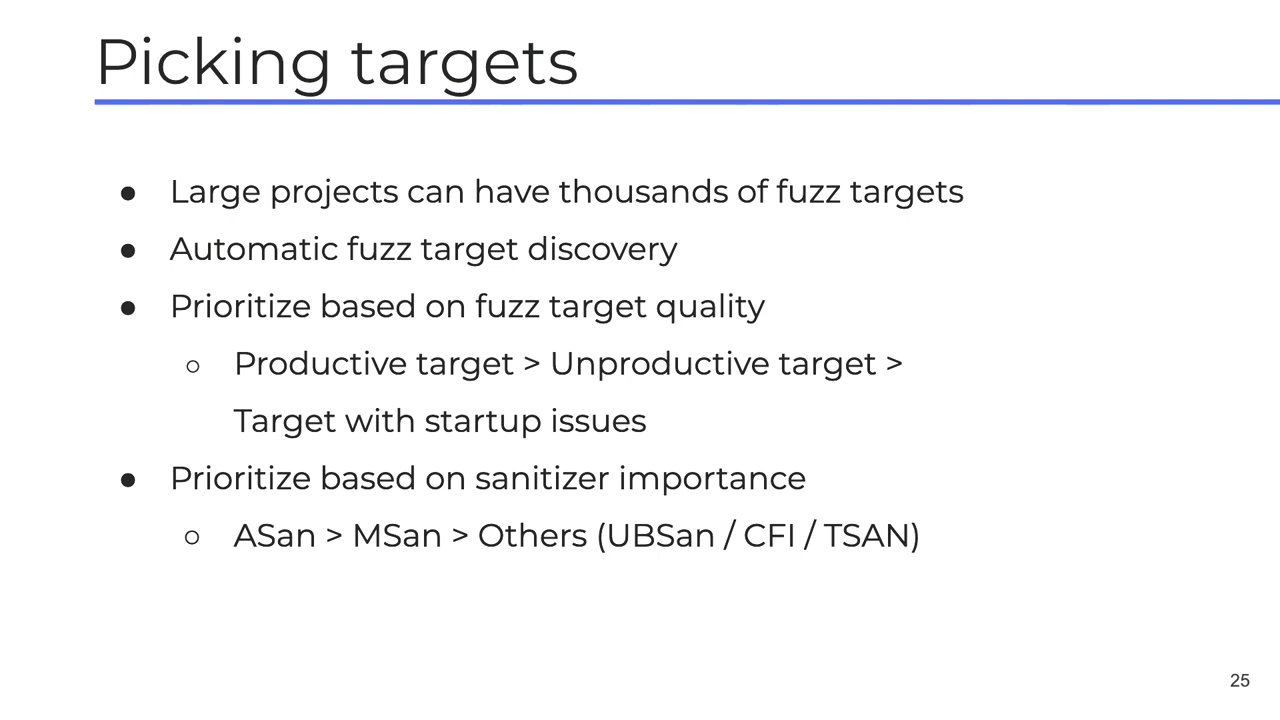 Picking targets
● Large projects can have thousands of fuzz targets
● Automatic fuzz target discovery
● Prioritize based on fuzz target quality
○ Productive target > Unproductive target >
Target with startup issues
● Prioritize based on sanitizer importance
○ ASan > MSan > Others (UBSan / CFI / TSAN)
25